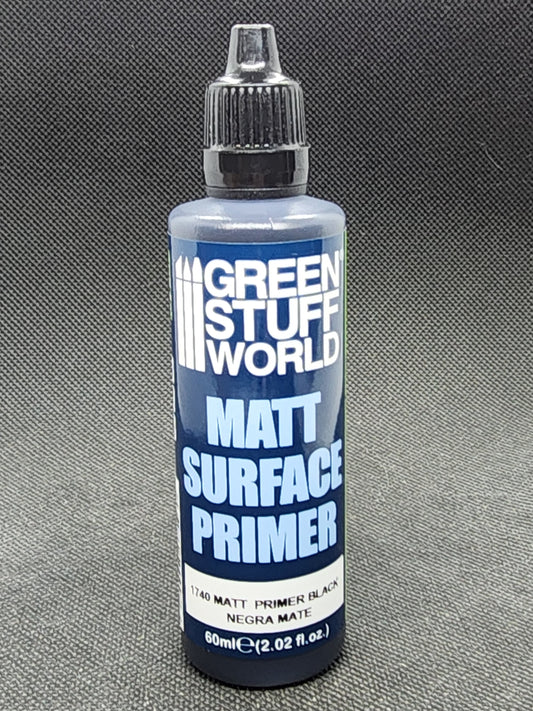 GREEN®
STUFF
WORLD
MATT
SURFACE
PRIMER
1740 MATT PRIMER BLACK
NEGRA MATE
60ml℮(2.02 fl.oz.)